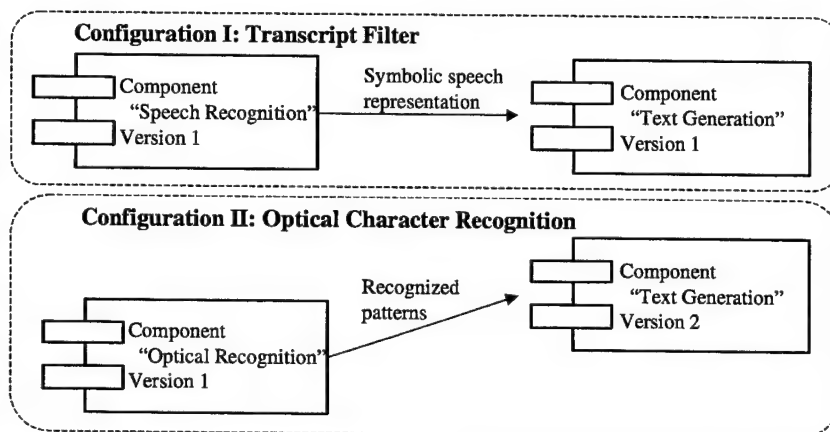 Configuration I: Transcript Filter
Component
“Speech Recognition”
Version 1
Symbolic speech
representation
Component
“Text Generation”
Version 1
Configuration II: Optical Character Recognition
Component
“Optical Recognition”
Version 1
Recognized
patterns
Component
“Text Generation”
Version 2